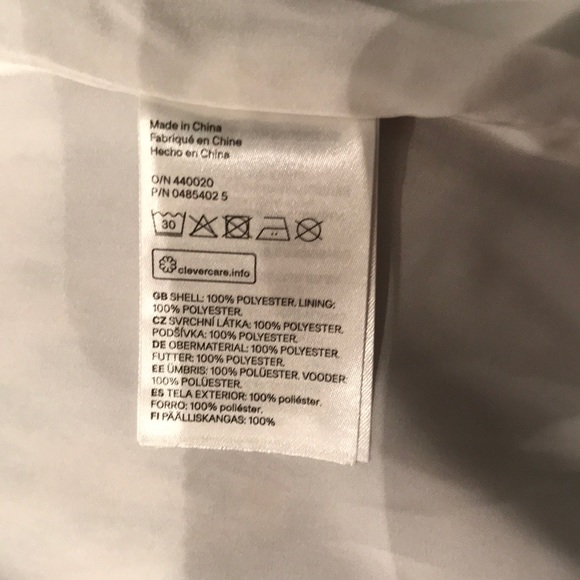 Made in China
Fabriqué en Chine
Hecho en China
O/N 440020
P/N 0485402 5
30
clevercare.info
GB SHELL: 100% POLYESTER. LINING:
100% POLYESTER.
CZ SVRCHNÍ LÁTKA: 100% POLYESTER.
PODŠÍVKA: 100% POLYESTER.
DE OBERMATERIAL: 100% POLYESTER.
FUTTER: 100% POLYESTER.
EE ÜMBRIS: 100% POLÜESTER. VOODER:
100% POLÜESTER.
ES TELA EXTERIOR: 100% poliéster.
FORRO: 100% poliéster.
FI PÄÄLLISKANGAS: 100%